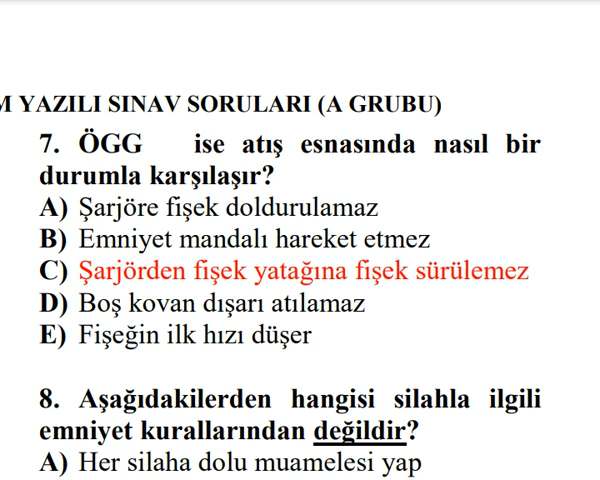 YAZILI SINAV SORULARI (A GRUBU)
7. ÖGG ise atış esnasında nasıl bir
durumla karşılaşır?
A) Şarjöre fişek doldurulamaz
B) Emniyet mandalı hareket etmez
C) Şarjörden fişek yatağına fişek sürülemez
D) Boş kovan dışarı atılamaz
E) Fişeğin ilk hızı düşer
8. Aşağıdakilerden hangisi silahla ilgili
emniyet kurallarından değildir?
A) Her silaha dolu muamelesi yap